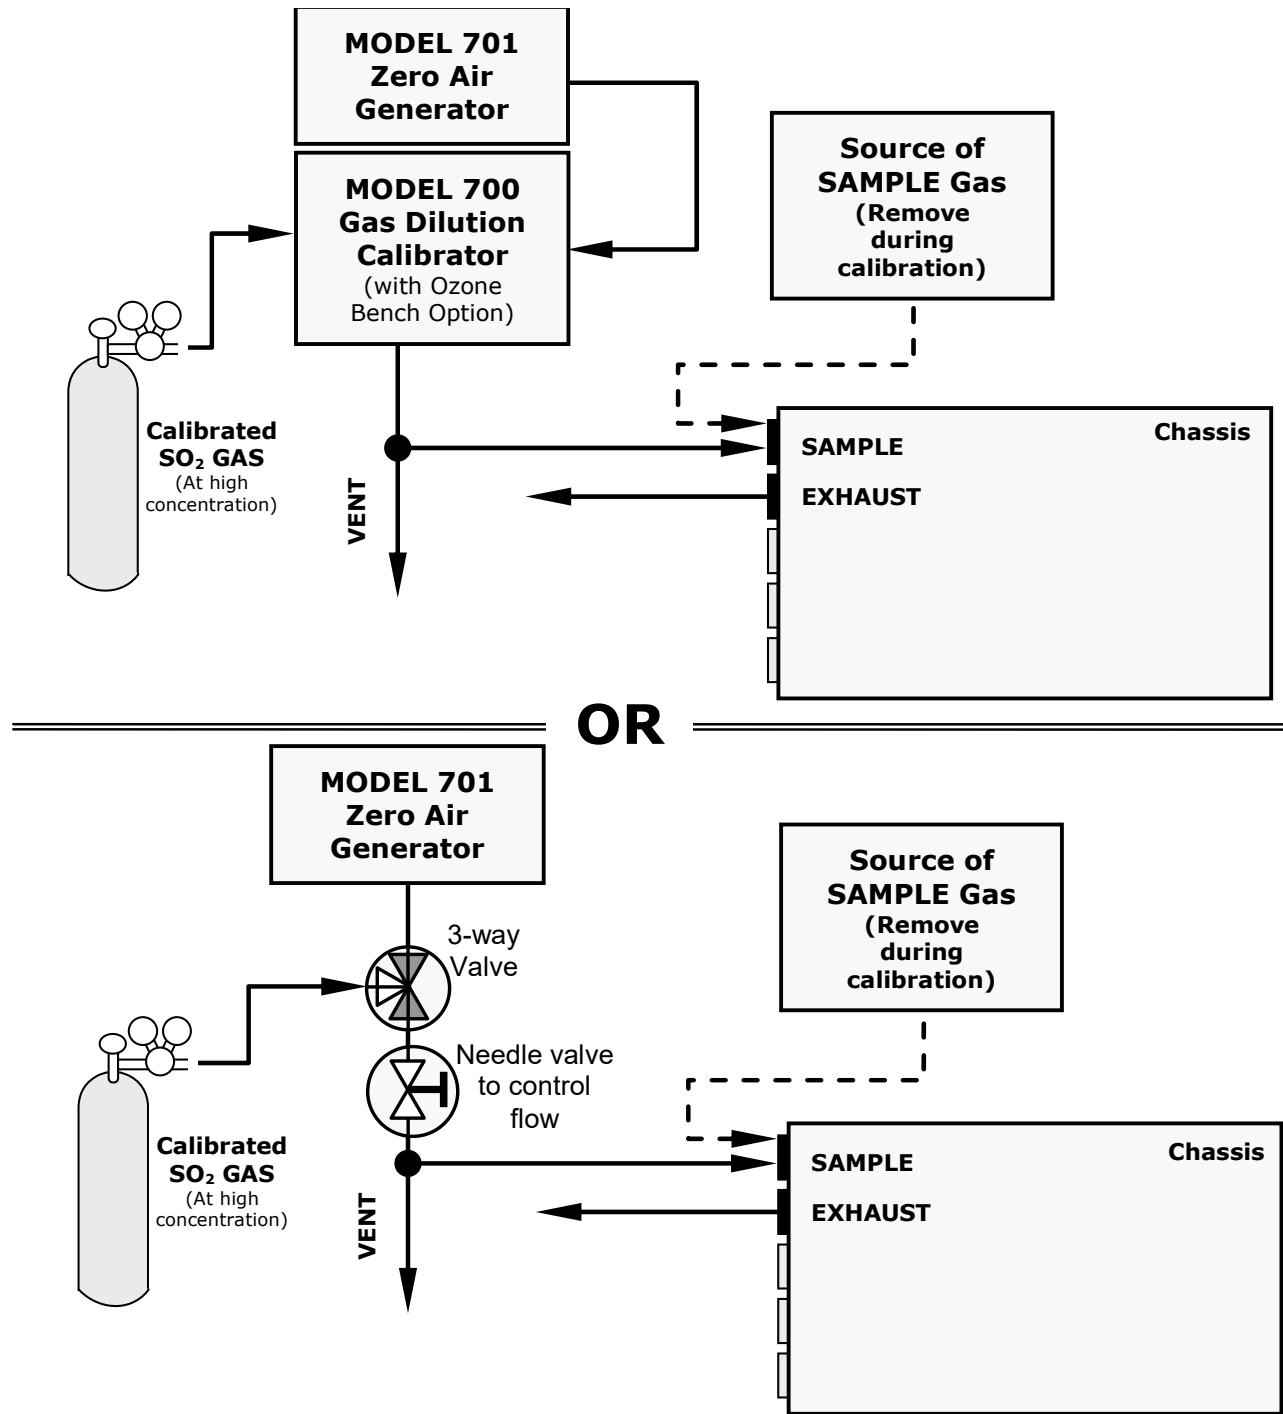 MODEL 701
Zero Air
Generator
MODEL 700
Gas Dilution
Calibrator
(with Ozone
Bench Option)
Source of
SAMPLE Gas
(Remove
during
calibration)
Calibrated
SO₂ GAS
(At high
concentration)
VENT
Chassis
SAMPLE
EXHAUST
OR
MODEL 701
Zero Air
Generator
3-way
Valve
Needle valve
to control
flow
Source of
SAMPLE Gas
(Remove
during
calibration)
Calibrated
SO₂ GAS
(At high
concentration)
VENT
Chassis
SAMPLE
EXHAUST